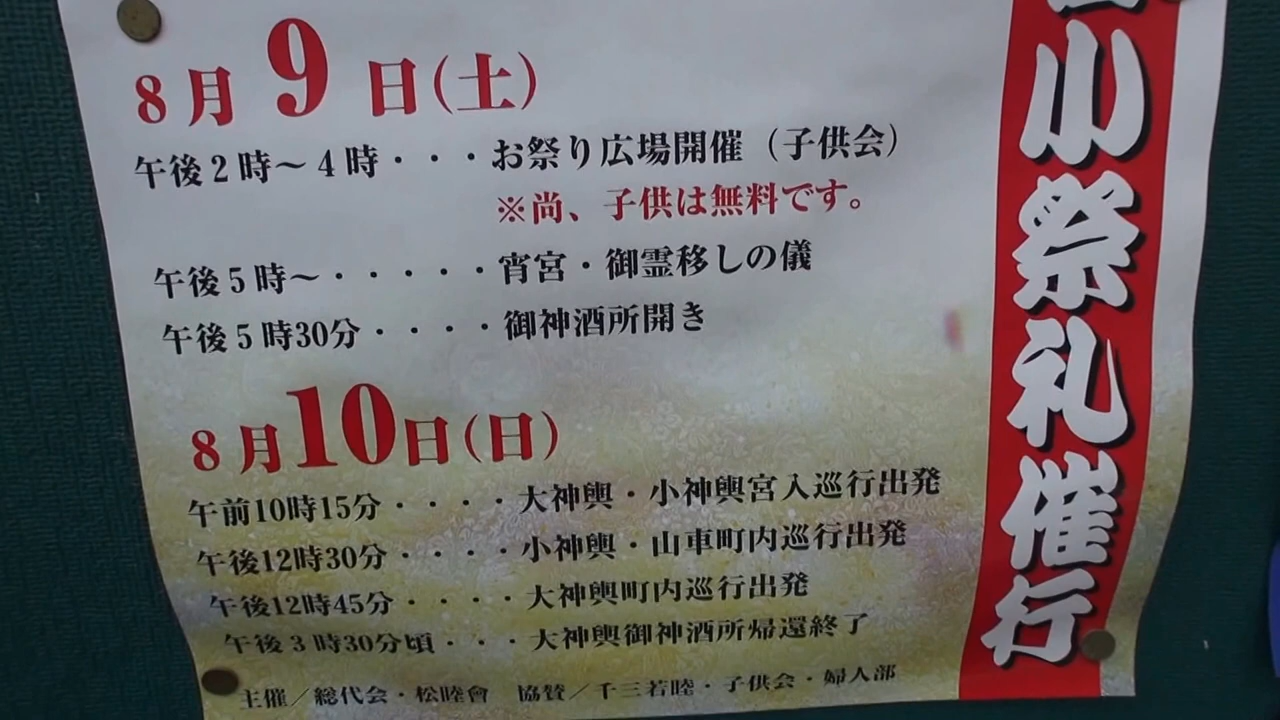 山祭礼催行
8月9日(土)
午後2時〜4時・・・お祭り広場開催(子供会)
※尚、子供は無料です。
午後5時〜・・・・・宵宮・御霊移しの儀
午後5時30分・・・・御神酒所開き
8月10日(日)
午前10時15分・・・・大神輿・小神輿宮入巡行出発
午後12時30分・・・・小神輿・山車町内巡行出発
午後12時45分・・・・大神輿町内巡行出発
午後3時30分頃・・・大神輿御神酒所帰還終了
主催/総代会・松睦會 協賛/千三若睦・子供会・婦人部